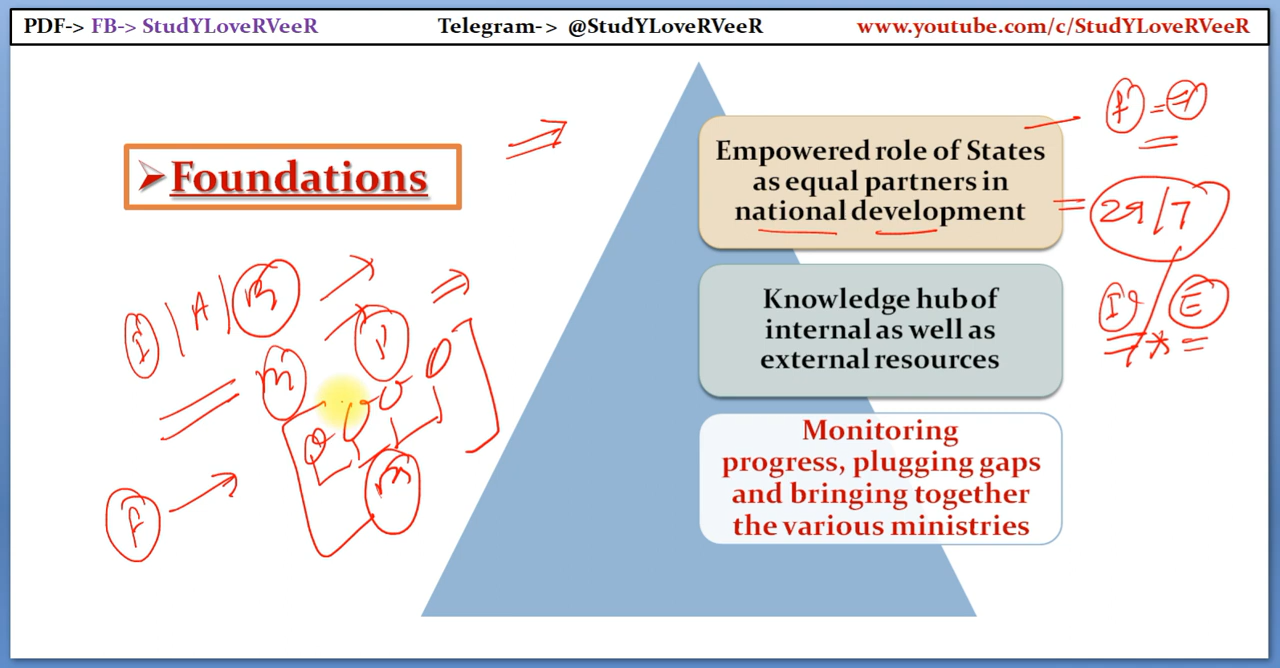 PDF-> FB-> StudYLoveRVeeR Telegram-> @StudYLoveRVeeR www.youtube.com/c/StudYLoveRVeeR
Foundations
Empowered role of States
as equal partners in
national development
29/7
Knowledge hub of
internal as well as
external resources
I | A | M
E
Monitoring
progress, plugging gaps
and bringing together
the various ministries